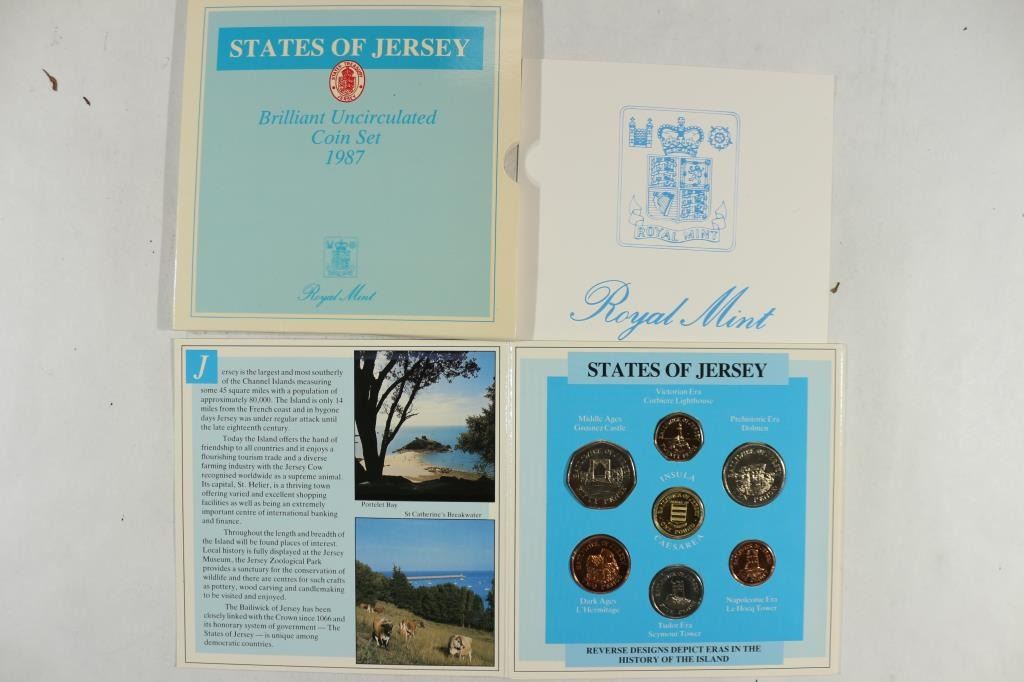 STATES OF JERSEY
Brilliant Uncirculated
Coin Set
1987
Royal Mint
ROYAL MINT
Royal Mint
Jersey is the largest and most southerly
of the Channel Islands measuring
some 45 square miles with a population of
approximately 80,000. The Island is only 14
miles from the French coast and in bygone
days Jersey was under regular attack until
the late eighteenth century.
Today the Island offers the hand of
friendship to all countries and it enjoys a
flourishing tourism trade and a diverse
farming industry with the Jersey Cow
recognised worldwide as a supreme animal.
Its capital, St. Helier, is a thriving town
offering varied and excellent shopping
facilities as well as being an extremely
important centre of international banking
and finance.
Throughout the length and breadth of
the Island will be found places of interest.
Local history is fully displayed at the Jersey
Museum, the Jersey Zoological Park
provides a sanctuary for the conservation of
wildlife and there are centres for such crafts
as pottery, wood carving and candlemaking
to be visited and enjoyed.
The Bailiwick of Jersey has been
closely linked with the Crown since 1066 and
its honorary system of government — The
States of Jersey — is unique among
democratic countries.
Portelet Bay
St Catherine's Breakwater
STATES OF JERSEY
Victorian Era
Corbiere Lighthouse
Middle Ages
Grosnez Castle
Prehistoric Era
Dolmen
INSULA
CAESAREA
ONE POUND
Dark Ages
L'Hermitage
Napoleonic Era
Le Hocq Tower
Tudor Era
Seymour Tower
REVERSE DESIGNS DEPICT ERAS IN THE
HISTORY OF THE ISLAND